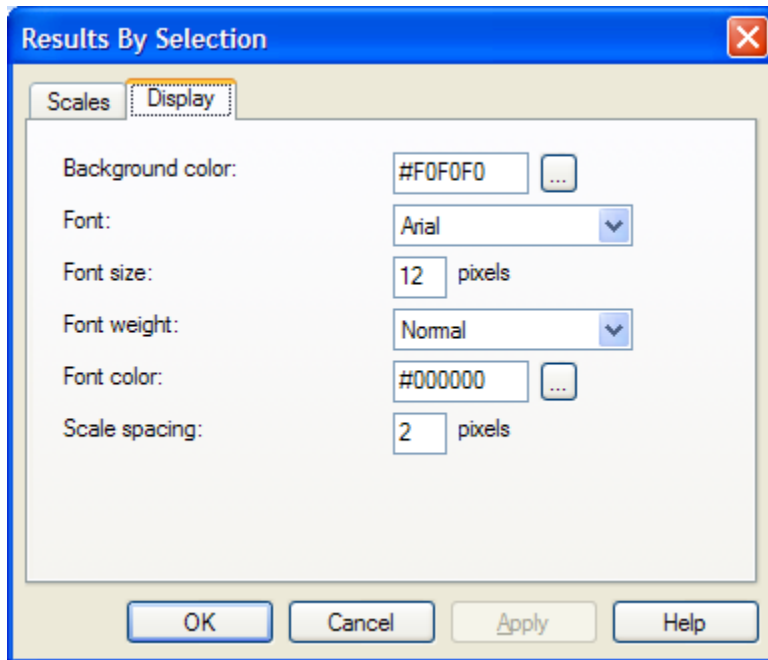 Results By Selection
Scales Display
Background color: #F0F0F0 ...
Font: Arial
Font size: 12 pixels
Font weight: Normal
Font color: #000000 ...
Scale spacing: 2 pixels
OK Cancel Apply Help